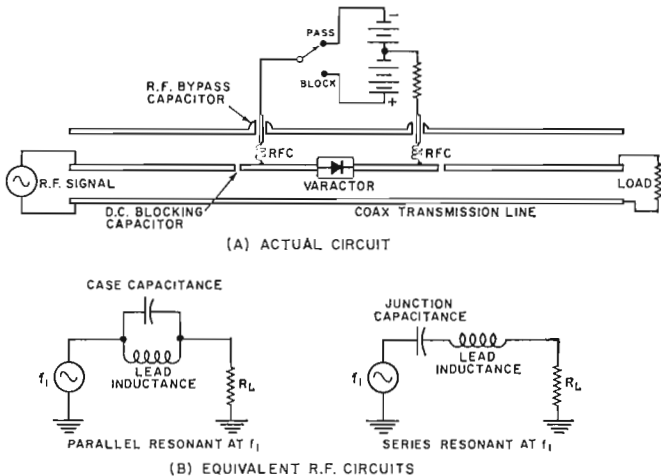 −
PASS
R.F. BYPASS
CAPACITOR
BLOCK
+
RFC
RFC
R.F. SIGNAL
VARACTOR
LOAD
D.C. BLOCKING
CAPACITOR
COAX TRANSMISSION LINE
(A) ACTUAL CIRCUIT
CASE CAPACITANCE
LEAD
INDUCTANCE
f1
RL
PARALLEL RESONANT AT f1
JUNCTION
CAPACITANCE
LEAD
INDUCTANCE
f1
RL
SERIES RESONANT AT f1
(B) EQUIVALENT R.F. CIRCUITS